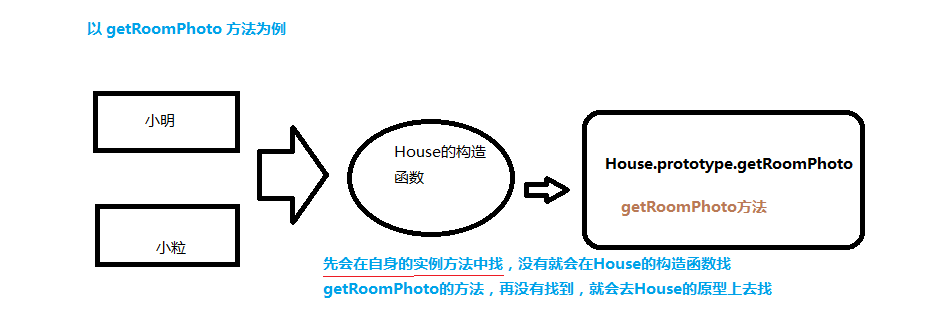 以 getRoomPhoto 方法为例
小明
House的构造
函数
House.prototype.getRoomPhoto
getRoomPhoto方法
小粒
先会在自身的实例方法中找，没有就会在House的构造函数找
getRoomPhoto的方法，再没有找到，就会去House的原型上去找